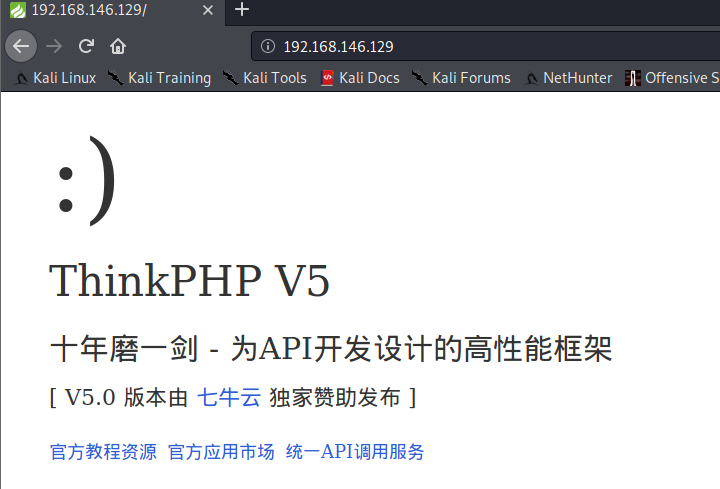 192.168.146.129/
192.168.146.129
Kali Linux Kali Training Kali Tools Kali Docs Kali Forums NetHunter Offensive S
:)
ThinkPHP V5
十年磨一剑 - 为API开发设计的高性能框架
[ V5.0 版本由 七牛云 独家赞助发布 ]
官方教程资源 官方应用市场 统一API调用服务